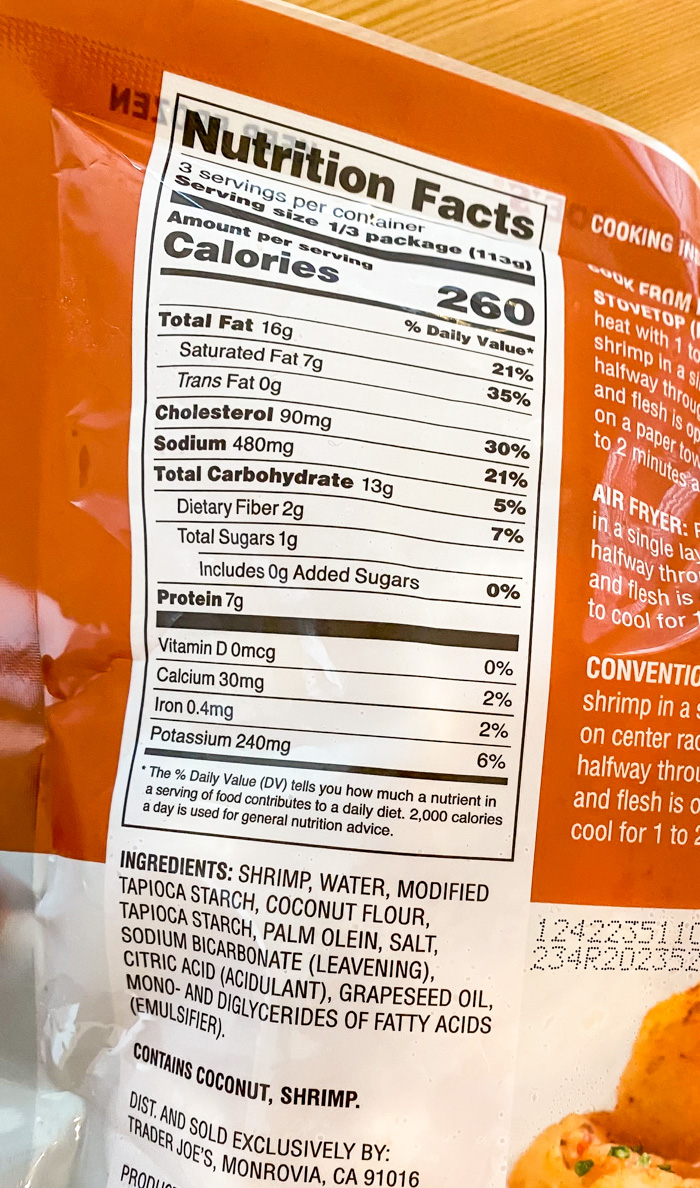 Nutrition Facts
3 servings per container
Serving size 1/3 package (113g)
Amount per serving
Calories 260
% Daily Value*
Total Fat 16g 21%
Saturated Fat 7g 35%
Trans Fat 0g
Cholesterol 90mg 30%
Sodium 480mg 21%
Total Carbohydrate 13g 5%
Dietary Fiber 2g 7%
Total Sugars 1g
Includes 0g Added Sugars 0%
Protein 7g
Vitamin D 0mcg 0%
Calcium 30mg 2%
Iron 0.4mg 2%
Potassium 240mg 6%
* The % Daily Value (DV) tells you how much a nutrient in
a serving of food contributes to a daily diet. 2,000 calories
a day is used for general nutrition advice.
INGREDIENTS: SHRIMP, WATER, MODIFIED
TAPIOCA STARCH, COCONUT FLOUR,
TAPIOCA STARCH, PALM OLEIN, SALT,
SODIUM BICARBONATE (LEAVENING),
CITRIC ACID (ACIDULANT), GRAPESEED OIL,
MONO- AND DIGLYCERIDES OF FATTY ACIDS
(EMULSIFIER).
CONTAINS COCONUT, SHRIMP.
DIST. AND SOLD EXCLUSIVELY BY:
TRADER JOE'S, MONROVIA, CA 91016
COOKING
COOK FROM
STOVETOP
heat with 1
shrimp in a
halfway
and flesh is
on a paper
to 2 minutes
AIR FRYER:
in a single
halfway
and flesh is
to cool for
shrimp in a
on center
halfway
and flesh is
cool for 1 to